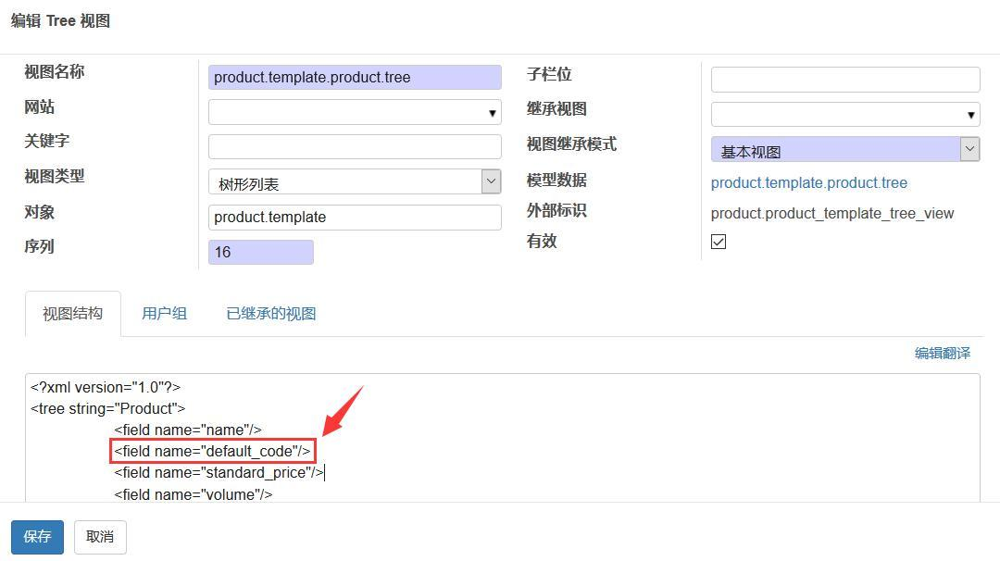 编辑 Tree 视图
视图名称
product.template.product.tree
网站
关键字
视图类型
树形列表
对象
product.template
序列
16
子栏位
继承视图
视图继承模式
基本视图
模型数据
product.template.product.tree
外部标识
product.product_template_tree_view
有效
视图结构
用户组
已继承的视图
编辑翻译
<?xml version="1.0"?>
<tree string="Product">
<field name="name"/>
<field name="default_code"/>
<field name="standard_price"/>
<field name="volume"/>
保存
取消